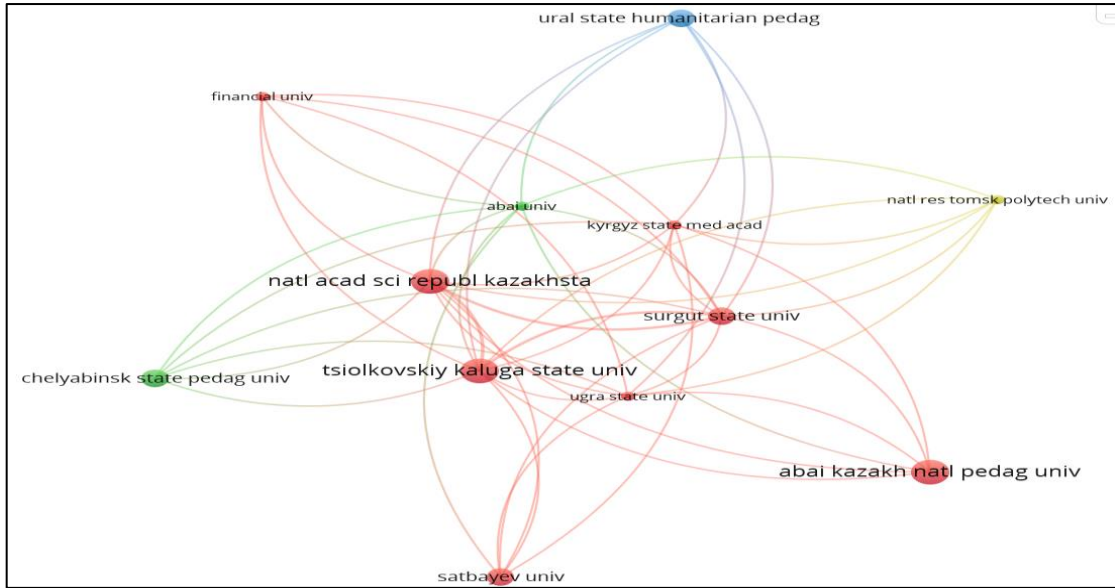 ural state humanitarian pedag
financial univ
natl res tomsk polytech univ
abai univ
kyrgyz state med acad
natl acad sci republ kazakhsta
surgut state univ
tsiolkovskiy kaluga state univ
chelyabinsk state pedag univ
ugra state univ
abai kazakh natl pedag univ
satbayev univ